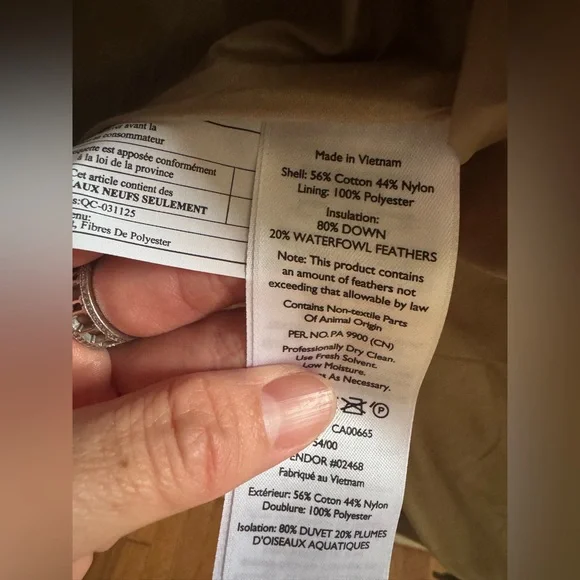 avant la
consommateur
est apposée conformément
à la loi de la province
Cet article contient des
AUX NEUFS SEULEMENT
:QC-031125
enu:
, Fibres De Polyester
Made in Vietnam
Shell: 56% Cotton 44% Nylon
Lining: 100% Polyester
Insulation:
80% DOWN
20% WATERFOWL FEATHERS
Note: This product contains
an amount of feathers not
exceeding that allowable by law
Contains Non-textile Parts
Of Animal Origin
PER. NO. PA 9900 (CN)
Professionally Dry Clean.
Use Fresh Solvent.
Low Moisture.
As Necessary.
P
CA00665
54/00
ENDOR #02468
Fabriqué au Vietnam
Extérieur: 56% Coton 44% Nylon
Doublure: 100% Polyester
Isolation: 80% DUVET 20% PLUMES
D'OISEAUX AQUATIQUES